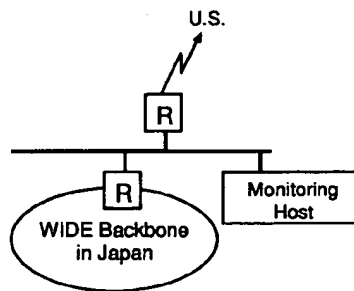 U.S.
R
R
Monitoring
Host
WIDE Backbone
in Japan